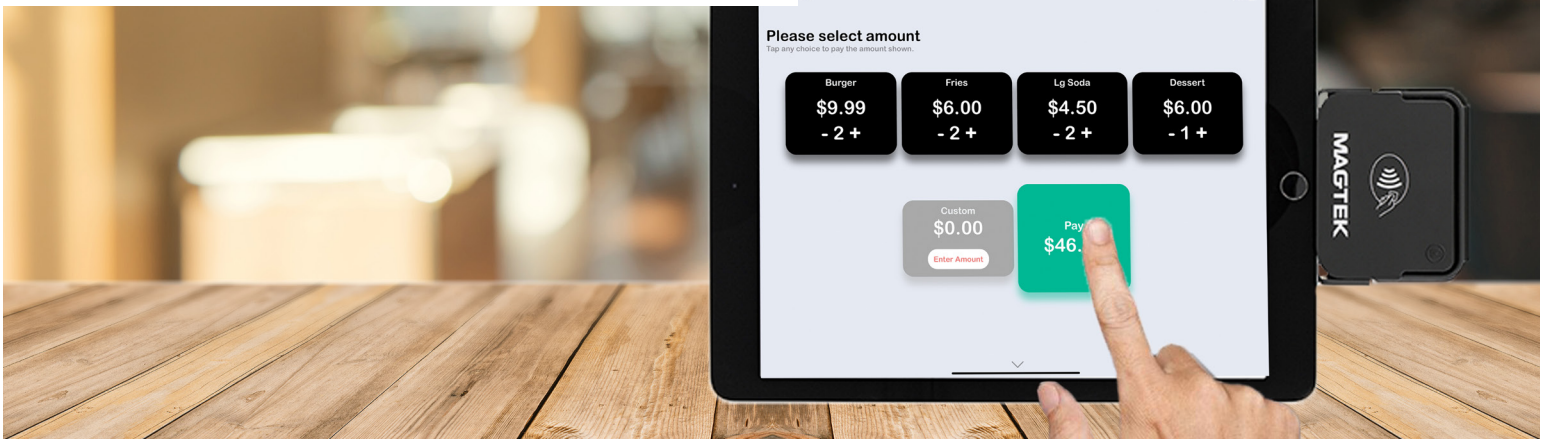 Please select amount
Tap any choice to pay the amount shown.
Burger
$9.99
- 2 +
Fries
$6.00
- 2 +
Lg Soda
$4.50
- 2 +
Dessert
$6.00
- 1 +
Custom
$0.00
Enter Amount
Pay
$46.
MAGTEK